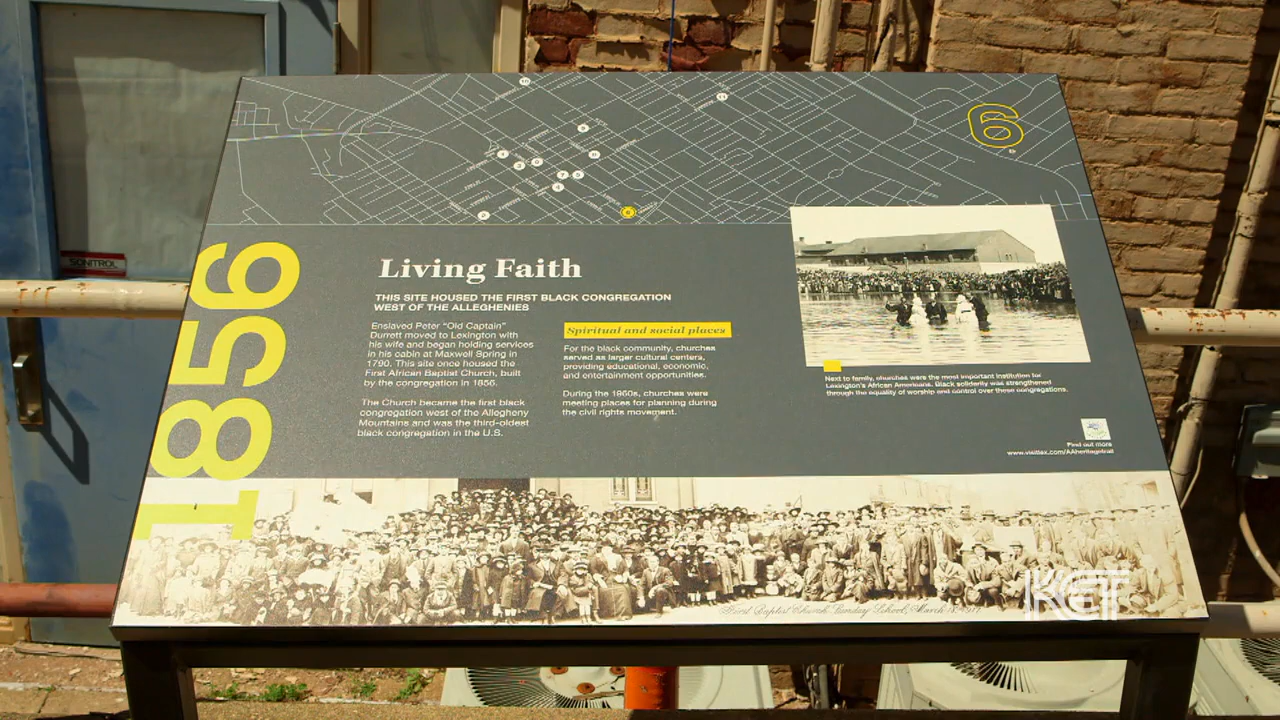 SONITROL
6
1856
Living Faith
THIS SITE HOUSED THE FIRST BLACK CONGREGATION
WEST OF THE ALLEGHENIES
Enslaved Peter “Old Captain”
Durrett moved to Lexington with
his wife and began holding services
in his cabin at Maxwell Spring in
1790. This site once housed the
First African Baptist Church, built
by the congregation in 1856.
The Church became the first black
congregation west of the Allegheny
Mountains and was the third-oldest
black congregation in the U.S.
Spiritual and social places
For the black community, churches
served as larger cultural centers,
providing educational, economic,
and entertainment opportunities.
During the 1960s, churches were
meeting places for planning during
the civil rights movement.
Next to family, churches were the most important institution for
Lexington's African Americans. Black solidarity was strengthened
through the equality of worship and control over these congregations.
Find out more
www.visitlex.com/AAheritagetrail
First Baptist Church Sunday School, March
KET